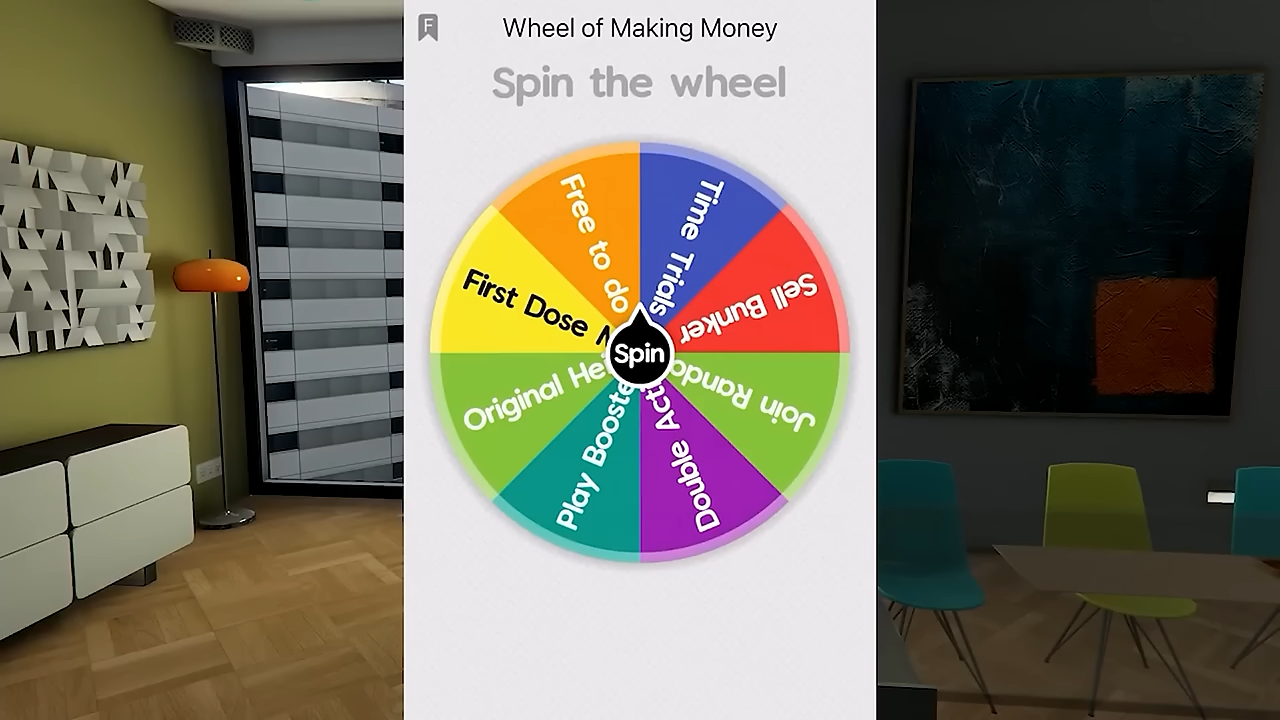 F
Wheel of Making Money
Spin the wheel
Time Trials
Sell Bunker
Join Rando
Double Act
Play Booste
Original He
First Dose
Free to do
Spin